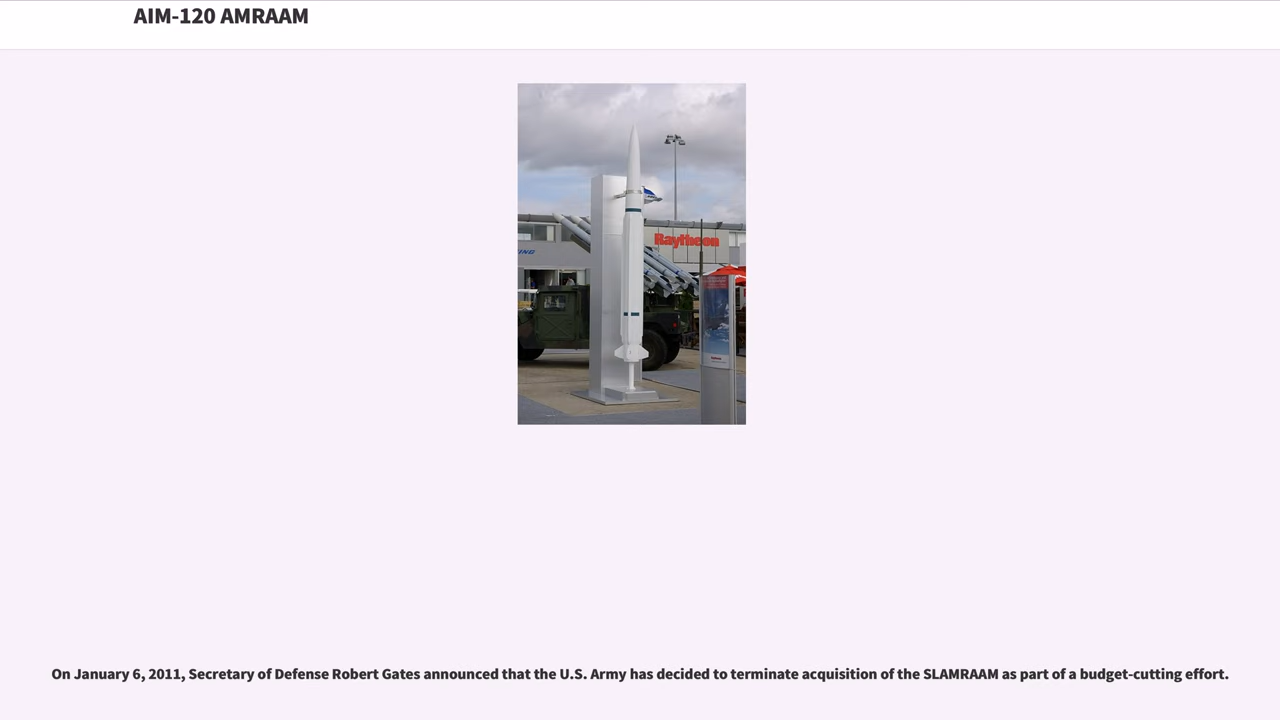 AIM-120 AMRAAM
Raytheon
ING
On January 6, 2011, Secretary of Defense Robert Gates announced that the U.S. Army has decided to terminate acquisition of the SLAMRAAM as part of a budget-cutting effort.